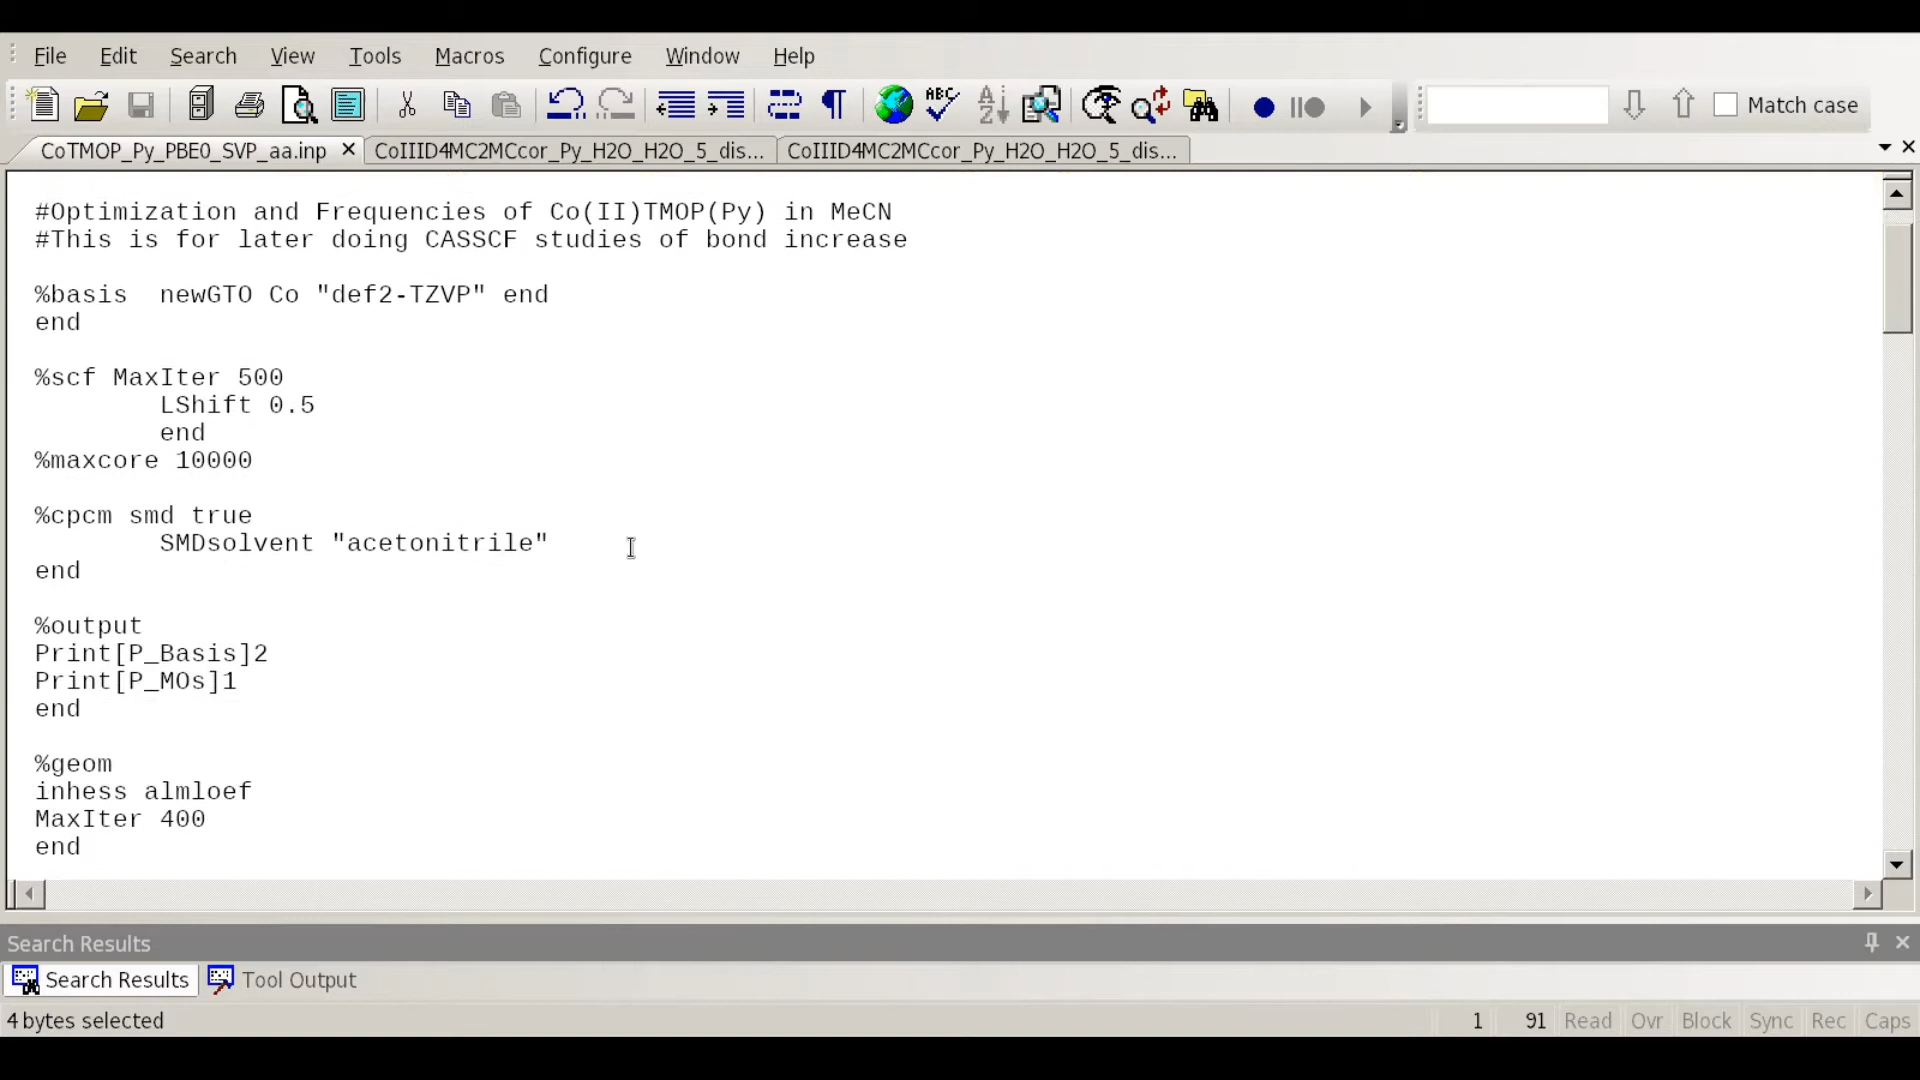 File Edit Search View Tools Macros Configure Window Help
ABC A Z Match case
CoTMOP_Py_PBE0_SVP_aa.inp CoIIID4MC2MCcor_Py_H2O_H2O_5_dis... CoIIID4MC2MCcor_Py_H2O_H2O_5_dis...
#Optimization and Frequencies of Co(II)TMOP(Py) in MeCN
#This is for later doing CASSCF studies of bond increase
%basis  newGTO Co "def2-TZVP" end
end
%scf MaxIter 500
LShift 0.5
end
%maxcore 10000
%cpcm smd true
SMDsolvent "acetonitrile"
end
%output
Print[P_Basis]2
Print[P_MOs]1
end
%geom
inhess almloef
MaxIter 400
end
Search Results
Search Results Tool Output
4 bytes selected 1 91 Read Ovr Block Sync Rec Caps